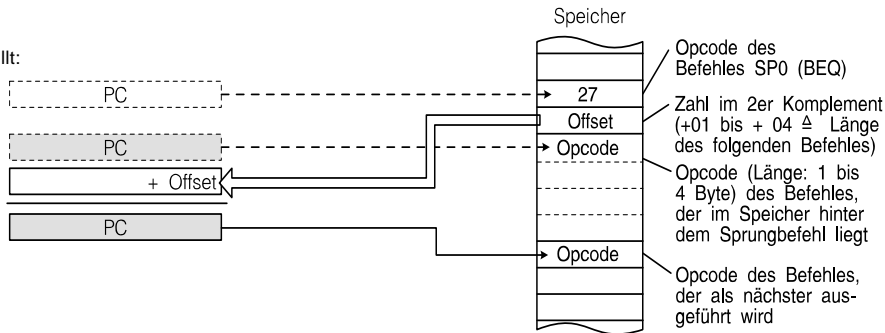 Speicher
llt:
PC
27
Opcode des
Befehles SP0 (BEQ)
Offset
Zahl im 2er Komplement
(+01 bis + 04 ≙ Länge
des folgenden Befehles)
PC
Opcode
+ Offset
Opcode (Länge: 1 bis
4 Byte) des Befehles,
der im Speicher hinter
dem Sprungbefehl liegt
PC
Opcode
Opcode des Befehles,
der als nächster aus-
geführt wird